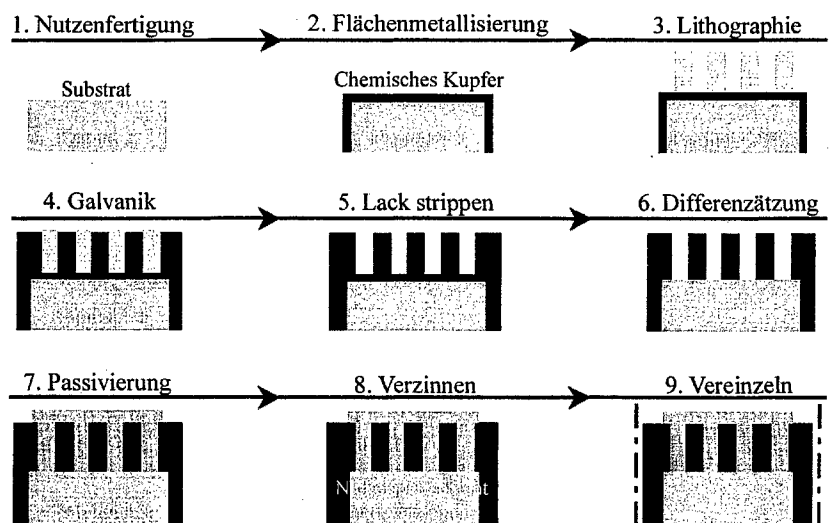 1. Nutzenfertigung
2. Flächenmetallisierung
3. Lithographie
Substrat
Chemisches Kupfer
4. Galvanik
5. Lack strippen
6. Differenzätzung
7. Passivierung
8. Verzinnen
9. Vereinzeln